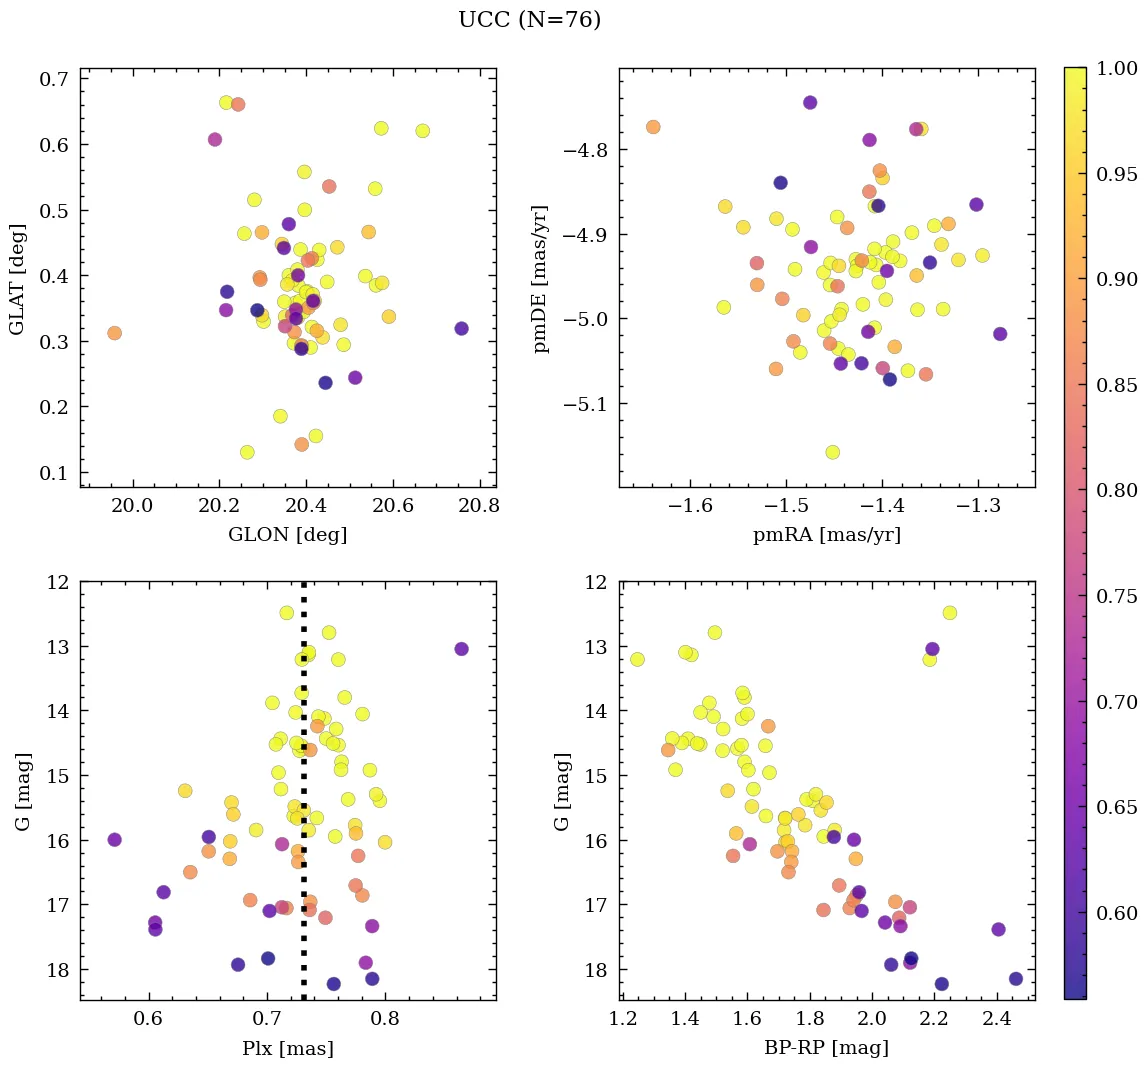 UCC (N=76)
0.7
0.6
0.5
0.4
0.3
0.2
0.1
GLAT [deg]
20.0 20.2 20.4 20.6 20.8
GLON [deg]
−4.8
−4.9
−5.0
−5.1
pmDE [mas/yr]
−1.6 −1.5 −1.4 −1.3
pmRA [mas/yr]
12
13
14
15
16
17
18
G [mag]
0.6 0.7 0.8
Plx [mas]
12
13
14
15
16
17
18
G [mag]
1.2 1.4 1.6 1.8 2.0 2.2 2.4
BP-RP [mag]
1.00
0.95
0.90
0.85
0.80
0.75
0.70
0.65
0.60